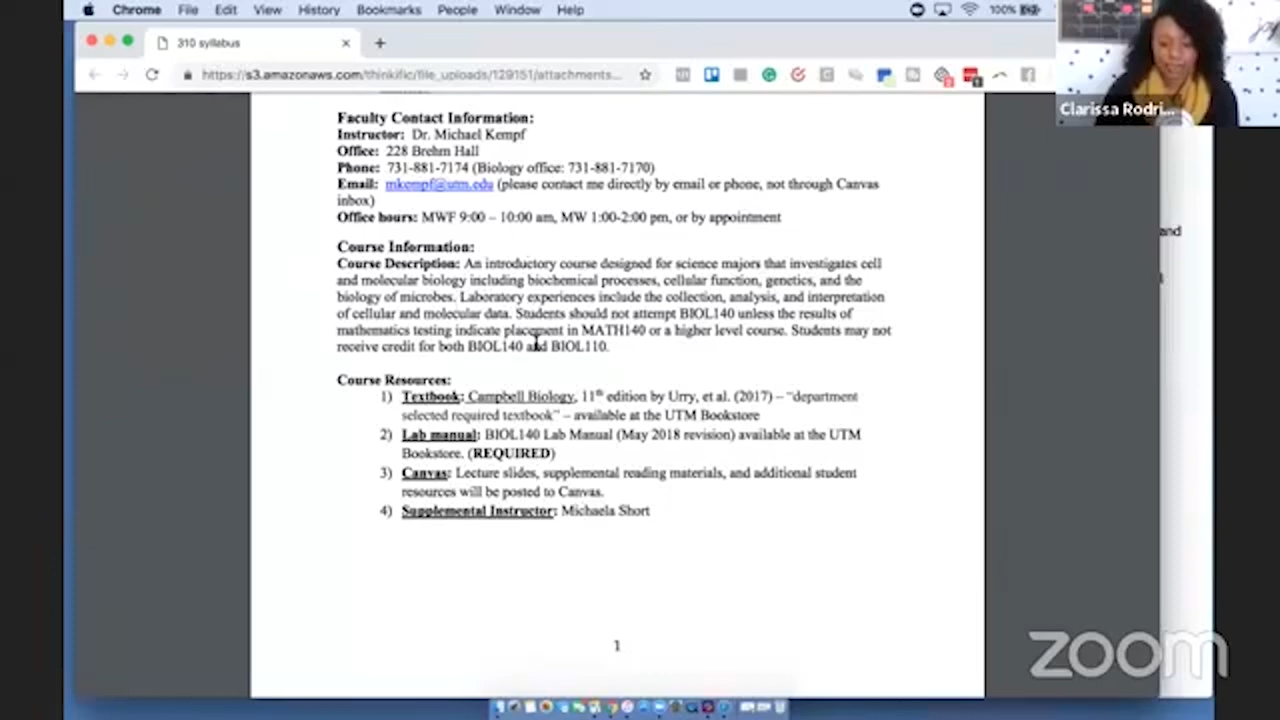 Chrome File Edit View History Bookmarks People Window Help 100%
310 syllabus
https://s3.amazonaws.com/thinkific/file_uploads/129151/attachments...
Clarissa Rodri...
Faculty Contact Information:
Instructor: Dr. Michael Kempf
Office: 228 Brehm Hall
Phone: 731-881-7174 (Biology office: 731-881-7170)
Email: mkempf@utm.edu (please contact me directly by email or phone, not through Canvas
inbox)
Office hours: MWF 9:00 – 10:00 am, MW 1:00-2:00 pm, or by appointment
and
Course Information:
Course Description: An introductory course designed for science majors that investigates cell
and molecular biology including biochemical processes, cellular function, genetics, and the
biology of microbes. Laboratory experiences include the collection, analysis, and interpretation
of cellular and molecular data. Students should not attempt BIOL140 unless the results of
mathematics testing indicate placement in MATH140 or a higher level course. Students may not
receive credit for both BIOL140 and BIOL110.
Course Resources:
1) Textbook: Campbell Biology, 11th edition by Urry, et al. (2017) – “department
selected required textbook” – available at the UTM Bookstore
2) Lab manual: BIOL140 Lab Manual (May 2018 revision) available at the UTM
Bookstore. (REQUIRED)
3) Canvas: Lecture slides, supplemental reading materials, and additional student
resources will be posted to Canvas.
4) Supplemental Instructor: Michaela Short
1
zoom